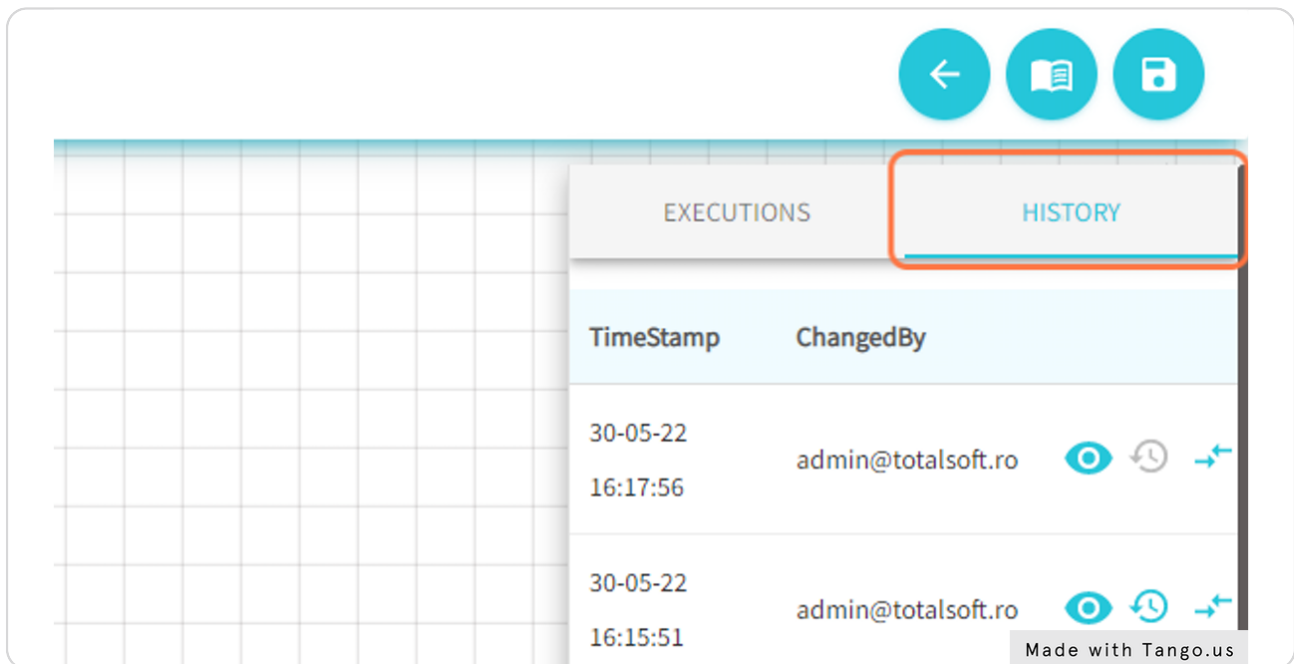 EXECUTIONS HISTORY
TimeStamp ChangedBy
30-05-22
admin@totalsoft.ro
16:17:56
30-05-22
admin@totalsoft.ro
16:15:51
Made with Tango.us